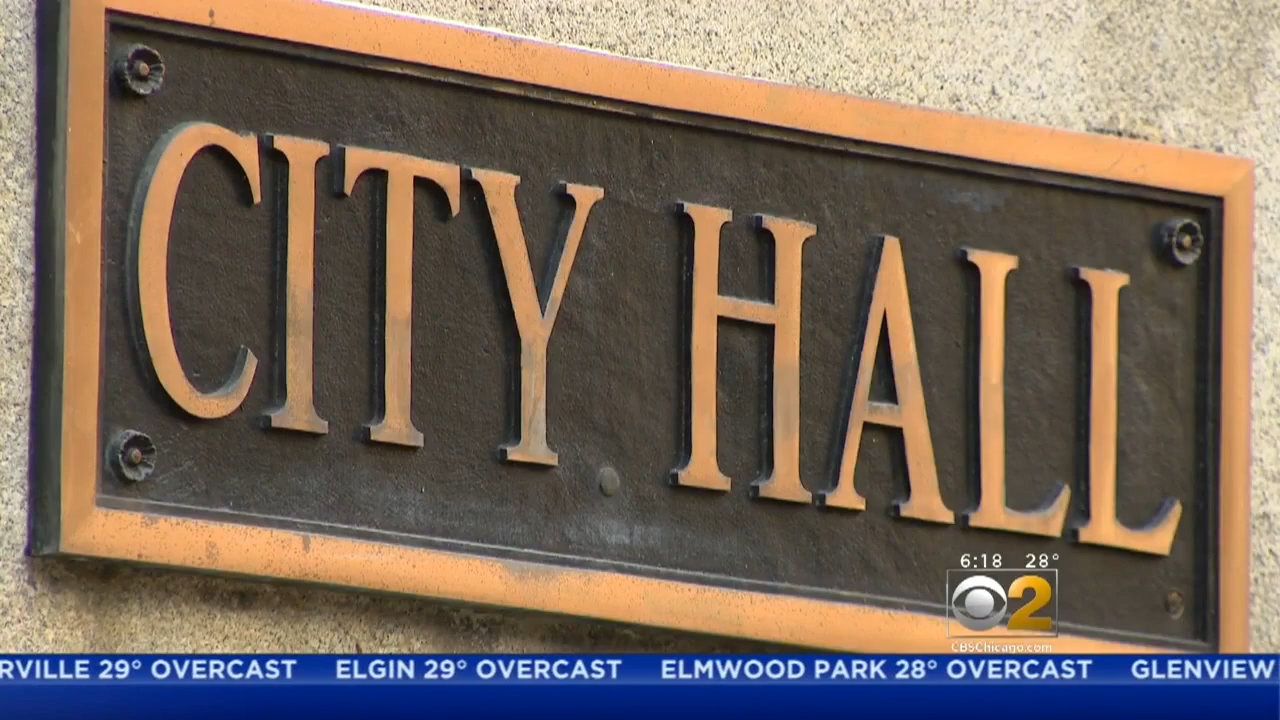 CITY HALL
6:18 28°
2
CBSChicago.com
RVILLE 29° OVERCAST ELGIN 29° OVERCAST ELMWOOD PARK 28° OVERCAST GLENVIEW